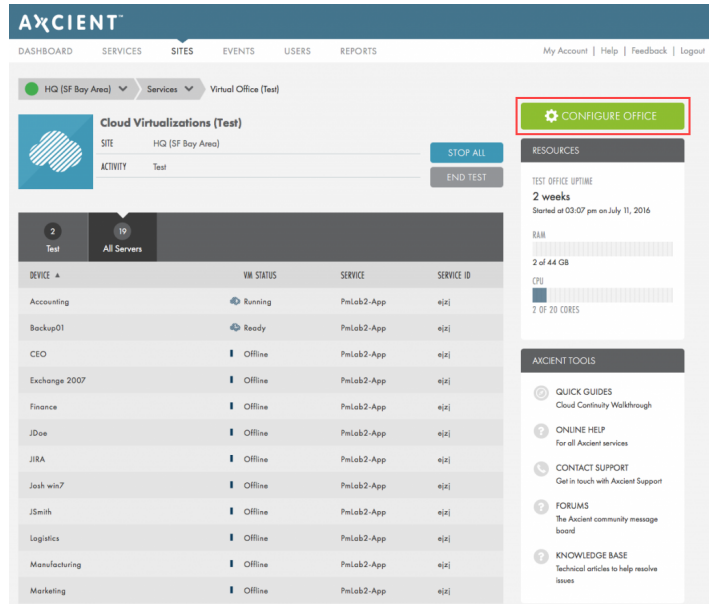 AXCIENT™
DASHBOARD SERVICES SITES EVENTS USERS REPORTS My Account | Help | Feedback | Logout
HQ (SF Bay Area) Services Virtual Office (Test)
Cloud Virtualizations (Test)
SITE HQ (SF Bay Area)
ACTIVITY Test
STOP ALL
END TEST
2
Test
19
All Servers
DEVICE ▲ VM STATUS SERVICE SERVICE ID
Accounting Running PmLab2-App ejzj
Backup01 Ready PmLab2-App ejzj
CEO Offline PmLab2-App ejzj
Exchange 2007 Offline PmLab2-App ejzj
Finance Offline PmLab2-App ejzj
JDoe Offline PmLab2-App ejzj
JIRA Offline PmLab2-App ejzj
Josh win7 Offline PmLab2-App ejzj
JSmith Offline PmLab2-App ejzj
Logistics Offline PmLab2-App ejzj
Manufacturing Offline PmLab2-App ejzj
Marketing Offline PmLab2-App ejzj
CONFIGURE OFFICE
RESOURCES
TEST OFFICE UPTIME
2 weeks
Started at 03:07 pm on July 11, 2016
RAM
2 of 44 GB
CPU
2 OF 20 CORES
AXCIENT TOOLS
QUICK GUIDES
Cloud Continuity Walkthrough
? ONLINE HELP
For all Axcient services
CONTACT SUPPORT
Get in touch with Axcient Support
? FORUMS
The Axcient community message
board
? KNOWLEDGE BASE
Technical articles to help resolve
issues